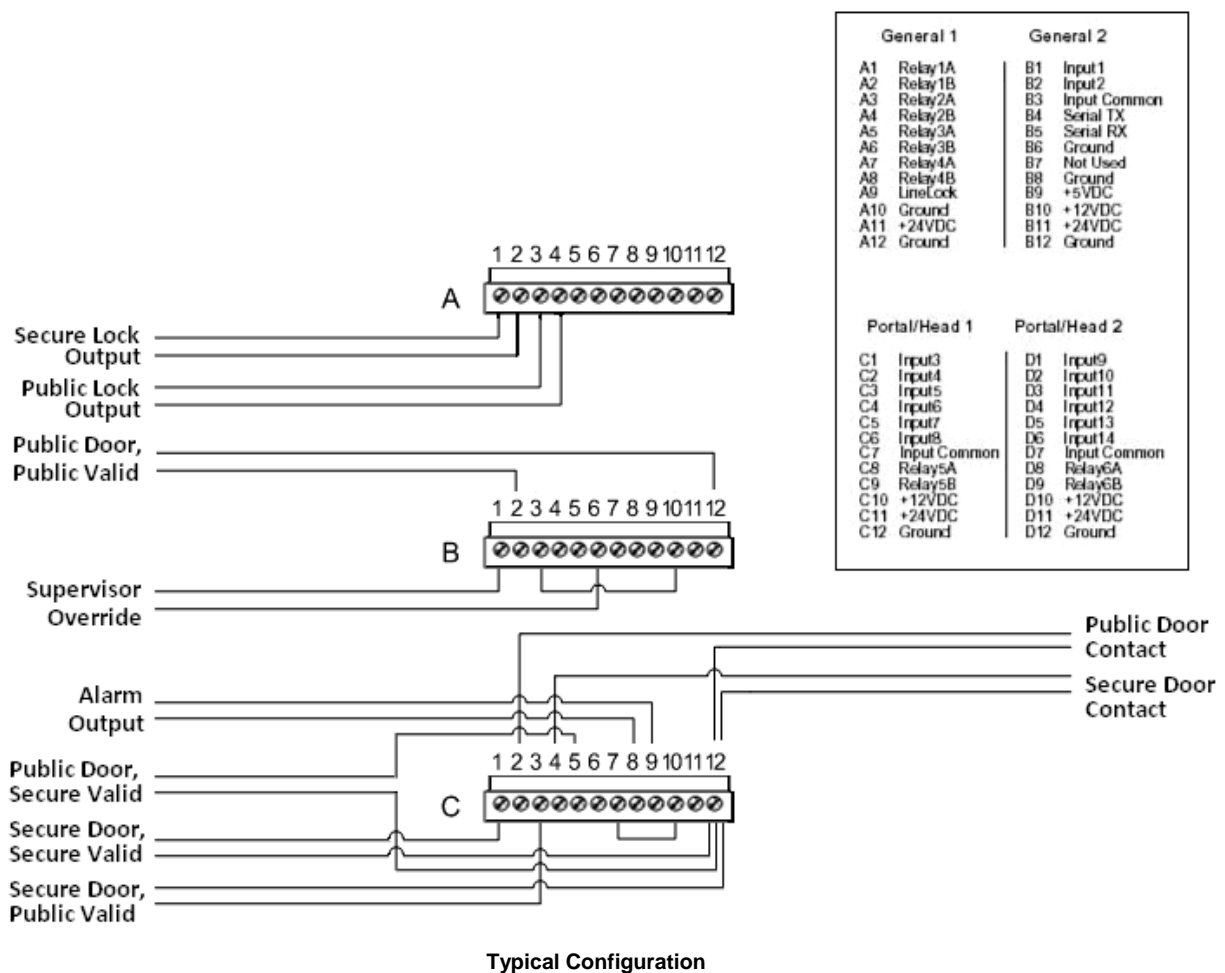 General 1 General 2
A1 Relay1A B1 Input1
A2 Relay1B B2 Input2
A3 Relay2A B3 Input Common
A4 Relay2B B4 Serial TX
A5 Relay3A B5 Serial RX
A6 Relay3B B6 Ground
A7 Relay4A B7 Not Used
A8 Relay4B B8 Ground
A9 LineLock B9 +5VDC
A10 Ground B10 +12VDC
A11 +24VDC B11 +24VDC
A12 Ground B12 Ground
Portal/Head 1 Portal/Head 2
C1 Input3 D1 Input9
C2 Input4 D2 Input10
C3 Input5 D3 Input11
C4 Input6 D4 Input12
C5 Input7 D5 Input13
C6 Input8 D6 Input14
C7 Input Common D7 Input Common
C8 Relay5A D8 Relay6A
C9 Relay5B D9 Relay6B
C10 +12VDC D10 +12VDC
C11 +24VDC D11 +24VDC
C12 Ground D12 Ground
1 2 3 4 5 6 7 8 9 10 11 12
A
Secure Lock
Output
Public Lock
Output
Public Door,
Public Valid
1 2 3 4 5 6 7 8 9 10 11 12
B
Supervisor
Override
Public Door
Contact
Secure Door
Contact
Alarm
Output
1 2 3 4 5 6 7 8 9 10 11 12
C
Public Door,
Secure Valid
Secure Door,
Secure Valid
Secure Door,
Public Valid
Typical Configuration